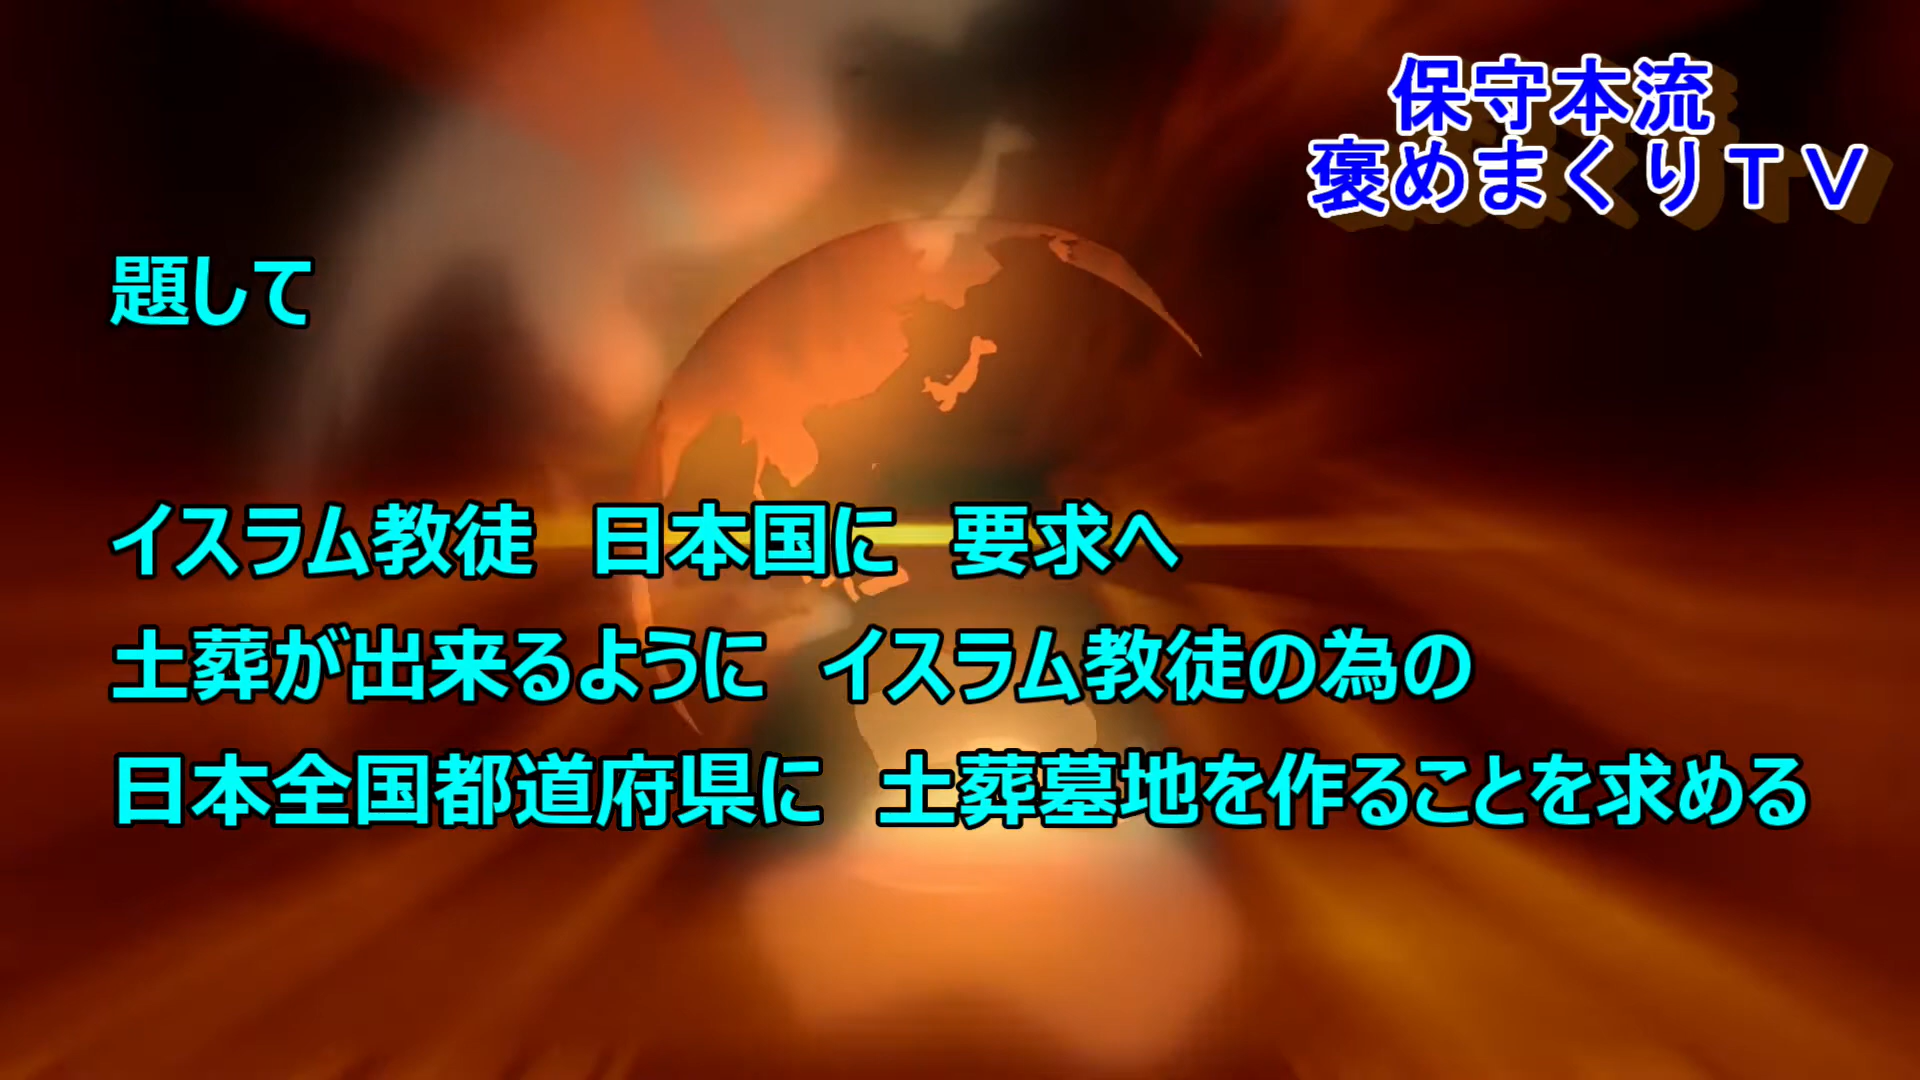 保守本流
褒めまくりＴＶ
題して
イスラム教徒　日本国に　要求へ
土葬が出来るように　イスラム教徒の為の
日本全国都道府県に　土葬墓地を作ることを求める